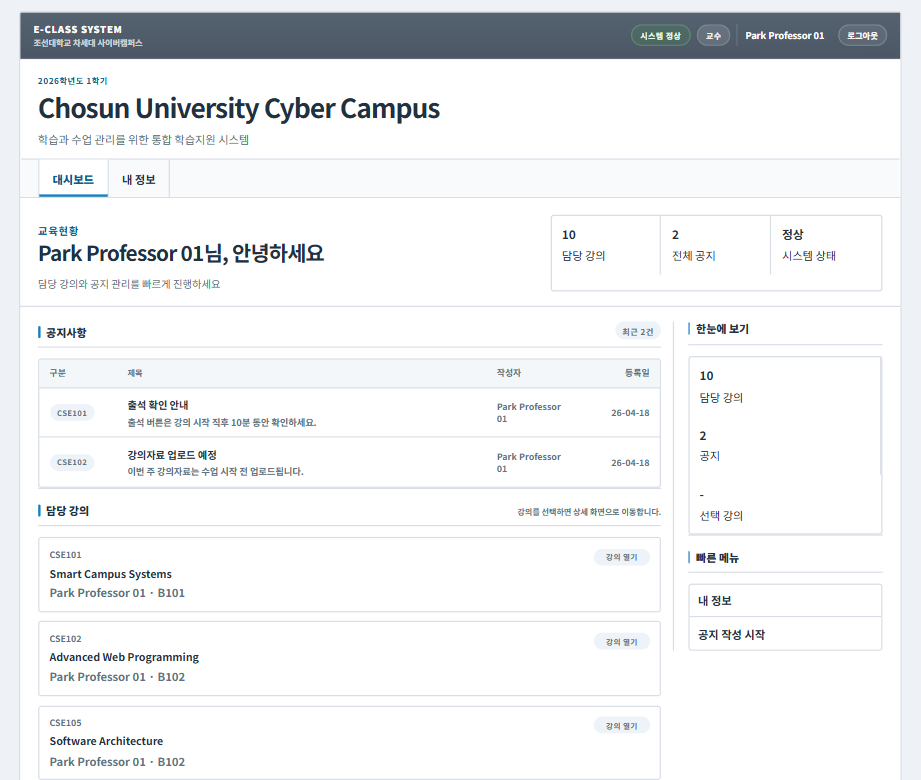 E-CLASS SYSTEM
조선대학교 차세대 사이버캠퍼스
시스템 정상
교수
Park Professor 01
로그아웃
2026학년도 1학기
Chosun University Cyber Campus
학습과 수업 관리를 위한 통합 학습지원 시스템
대시보드
내 정보
교육현황
Park Professor 01님, 안녕하세요
담당 강의와 공지 관리를 빠르게 진행하세요
10
담당 강의
2
전체 공지
정상
시스템 상태
공지사항
최근 2건
구분
제목
작성자
등록일
CSE101
출석 확인 안내
출석 버튼은 강의 시작 직후 10분 동안 확인하세요.
Park Professor
01
26-04-18
CSE102
강의자료 업로드 예정
이번 주 강의자료는 수업 시작 전 업로드됩니다.
Park Professor
01
26-04-18
담당 강의
강의를 선택하면 상세 화면으로 이동합니다.
CSE101
Smart Campus Systems
Park Professor 01 · B101
강의 열기
CSE102
Advanced Web Programming
Park Professor 01 · B102
강의 열기
CSE105
Software Architecture
Park Professor 01 · B102
강의 열기
한눈에 보기
10
담당 강의
2
공지
-
선택 강의
빠른 메뉴
내 정보
공지 작성 시작